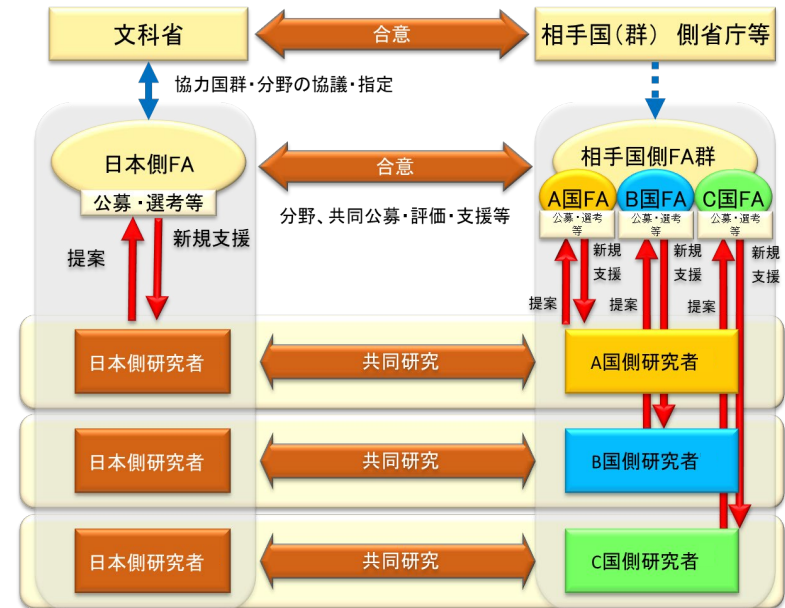 文科省
合意
相手国(群) 側省庁等
協力国群・分野の協議・指定
日本側FA
合意
相手国側FA群
公募・選考等
A国FA
B国FA
C国FA
公募・選考
等
公募・選考
等
公募・選考
等
分野、共同公募・評価・支援等
提案
新規支援
提案
新規
支援
提案
新規
支援
提案
新規
支援
日本側研究者
共同研究
A国側研究者
日本側研究者
共同研究
B国側研究者
日本側研究者
共同研究
C国側研究者